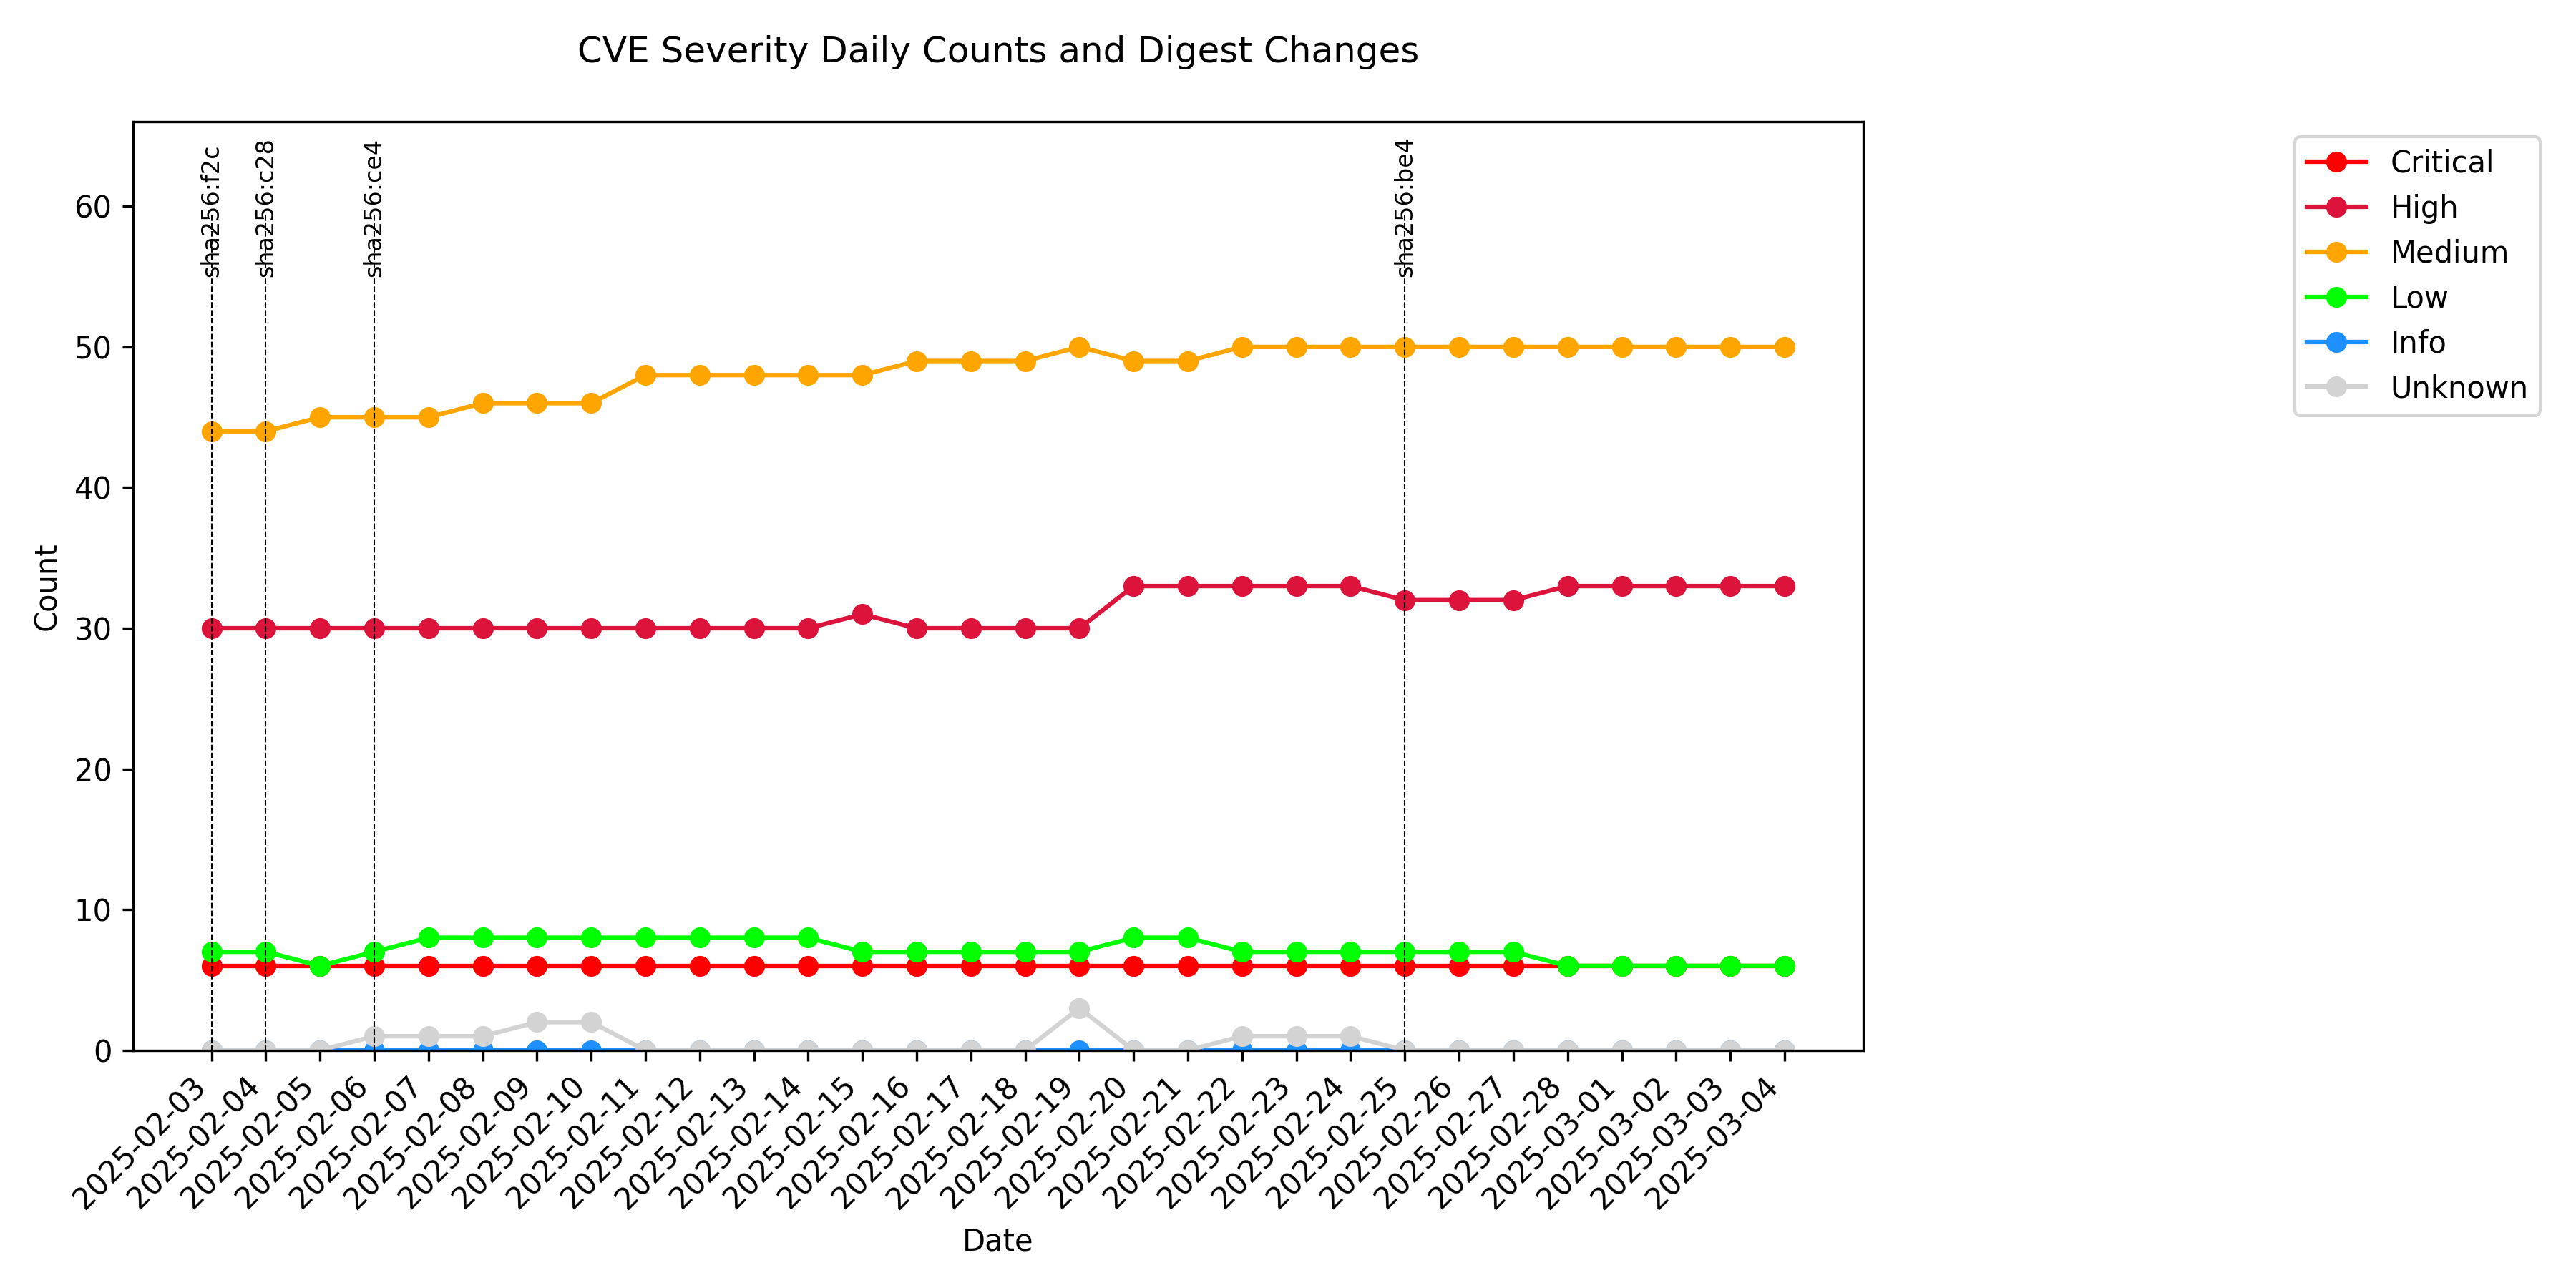 CVE Severity Daily Counts and Digest Changes
sha256:f2c
sha256:c28
sha256:ce4
sha256:be4
Critical
High
Medium
Low
Info
Unknown
Count
60
50
40
30
20
10
0
2025-02-03
2025-02-04
2025-02-05
2025-02-06
2025-02-07
2025-02-08
2025-02-09
2025-02-10
2025-02-11
2025-02-12
2025-02-13
2025-02-14
2025-02-15
2025-02-16
2025-02-17
2025-02-18
2025-02-19
2025-02-20
2025-02-21
2025-02-22
2025-02-23
2025-02-24
2025-02-25
2025-02-26
2025-02-27
2025-02-28
2025-03-01
2025-03-02
2025-03-03
2025-03-04
Date